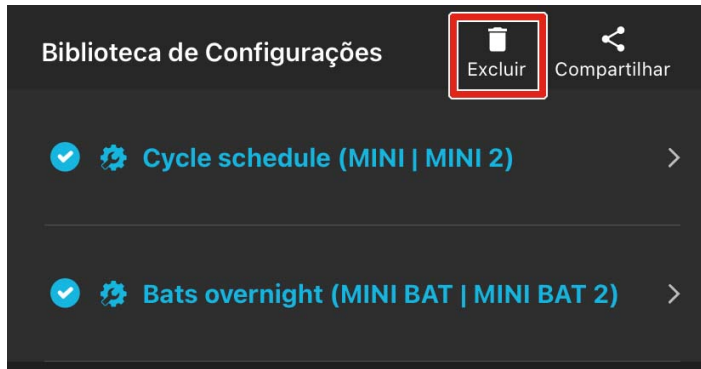 Biblioteca de Configurações
Excluir
Compartilhar
Cycle schedule (MINI | MINI 2)
Bats overnight (MINI BAT | MINI BAT 2)